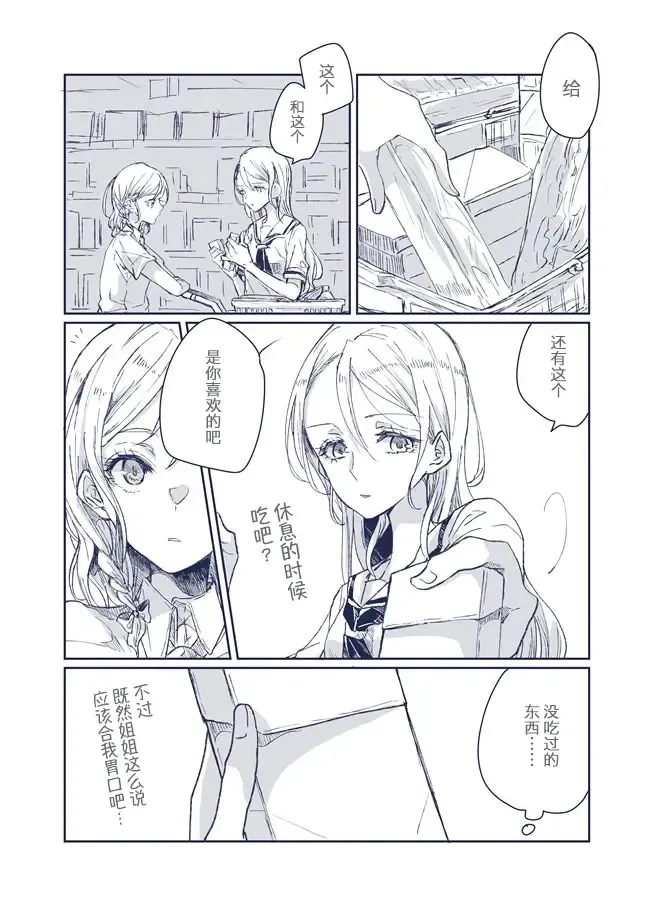 给
这个
和这个
还有这个
休息的时候
吃吧？
是你喜欢的吧
没吃过的
东西……
不过
既然姐姐这么说
应该合我胃口吧…